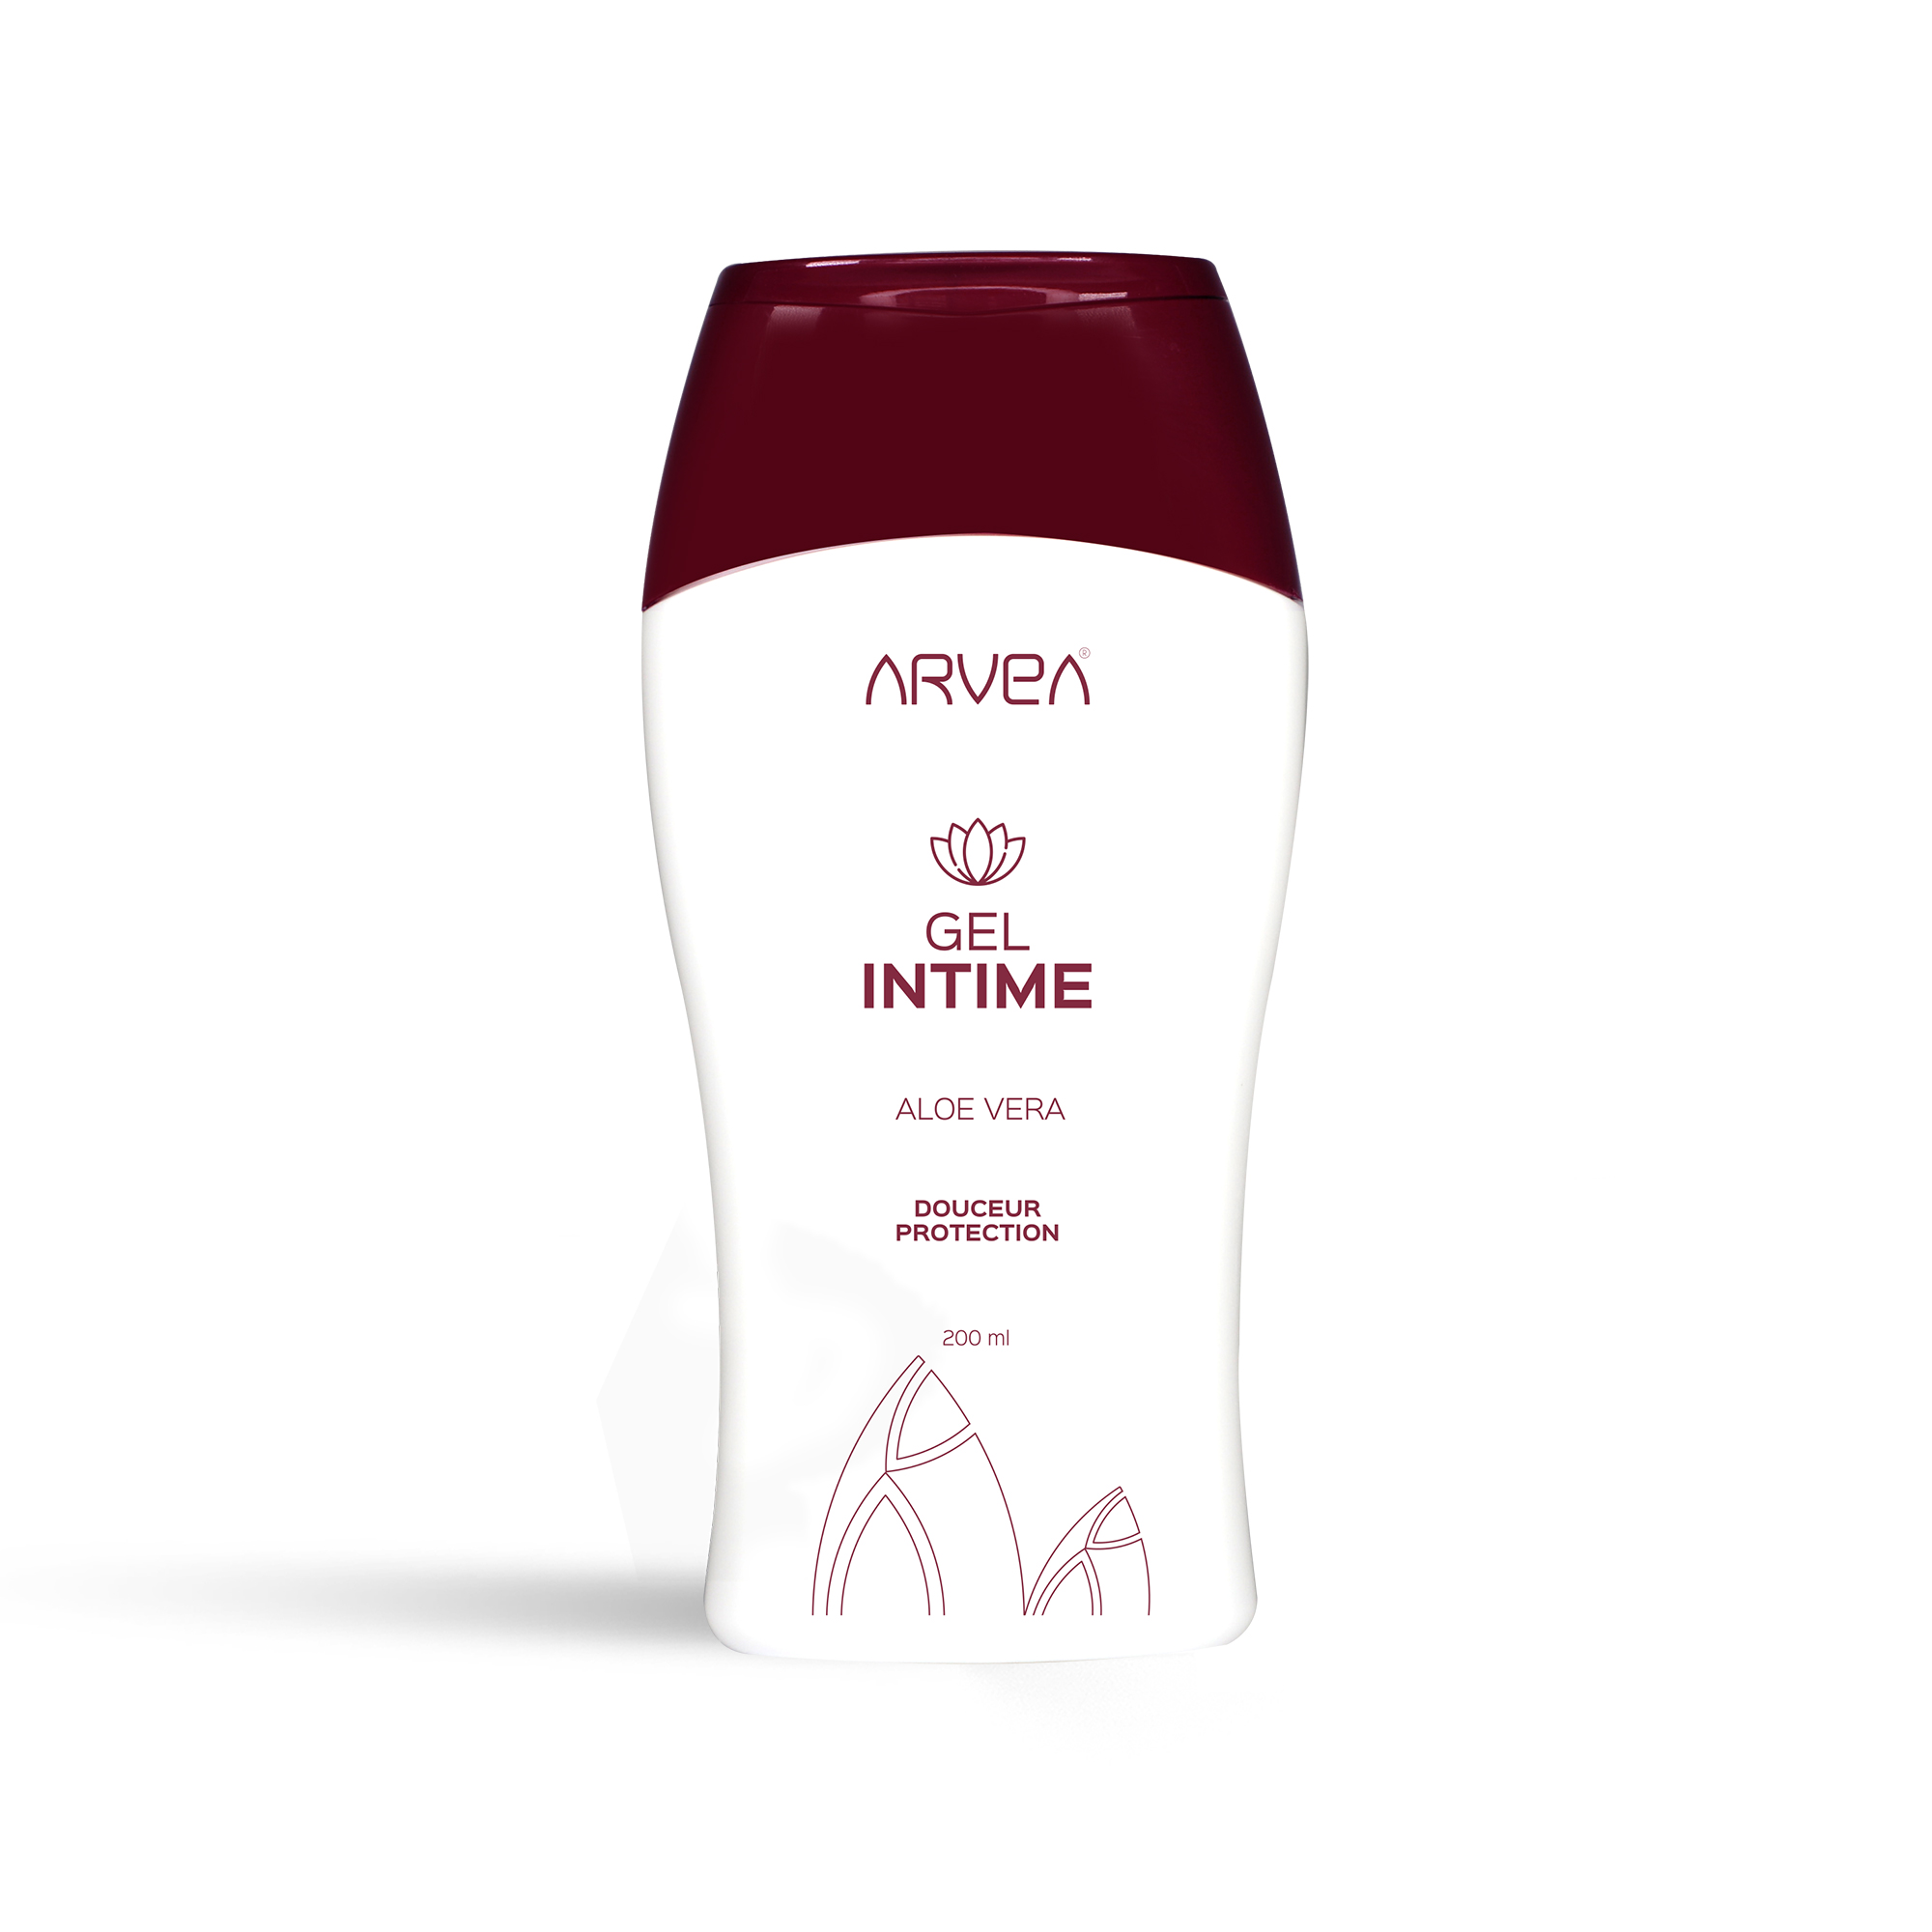 ARVEA®
GEL
INTIME
ALOE VERA
DOUCEUR
PROTECTION
200 ml